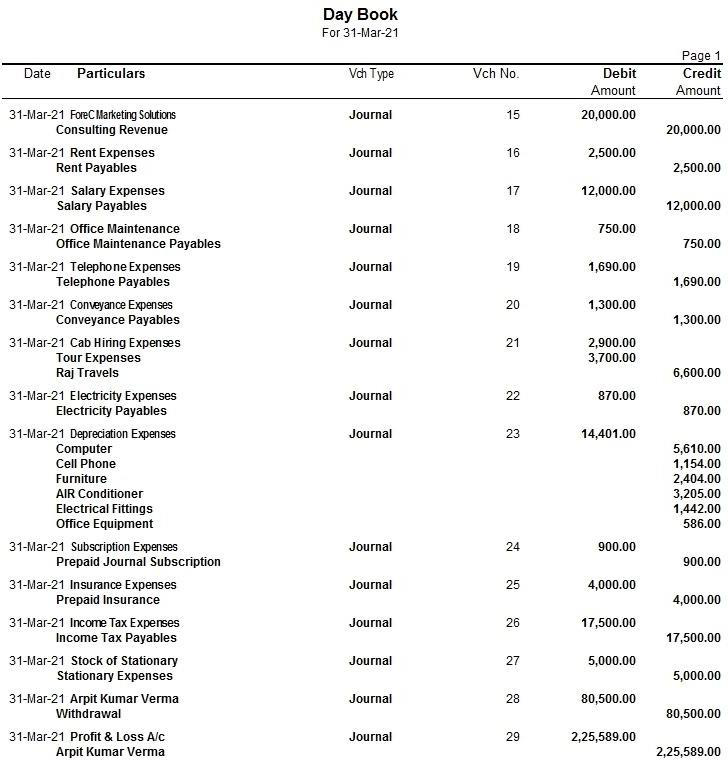 Day Book
For 31-Mar-21
Page 1
Date Particulars Vch Type Vch No. Debit Credit
Amount Amount
31-Mar-21 ForeC Marketing Solutions Journal 15 20,000.00
Consulting Revenue 20,000.00
31-Mar-21 Rent Expenses Journal 16 2,500.00
Rent Payables 2,500.00
31-Mar-21 Salary Expenses Journal 17 12,000.00
Salary Payables 12,000.00
31-Mar-21 Office Maintenance Journal 18 750.00
Office Maintenance Payables 750.00
31-Mar-21 Telephone Expenses Journal 19 1,690.00
Telephone Payables 1,690.00
31-Mar-21 Conveyance Expenses Journal 20 1,300.00
Conveyance Payables 1,300.00
31-Mar-21 Cab Hiring Expenses Journal 21 2,900.00
Tour Expenses 3,700.00
Raj Travels 6,600.00
31-Mar-21 Electricity Expenses Journal 22 870.00
Electricity Payables 870.00
31-Mar-21 Depreciation Expenses Journal 23 14,401.00
Computer 5,610.00
Cell Phone 1,154.00
Furniture 2,404.00
AIR Conditioner 3,205.00
Electrical Fittings 1,442.00
Office Equipment 586.00
31-Mar-21 Subscription Expenses Journal 24 900.00
Prepaid Journal Subscription 900.00
31-Mar-21 Insurance Expenses Journal 25 4,000.00
Prepaid Insurance 4,000.00
31-Mar-21 Income Tax Expenses Journal 26 17,500.00
Income Tax Payables 17,500.00
31-Mar-21 Stock of Stationary Journal 27 5,000.00
Stationary Expenses 5,000.00
31-Mar-21 Arpit Kumar Verma Journal 28 80,500.00
Withdrawal 80,500.00
31-Mar-21 Profit & Loss A/c Journal 29 2,25,589.00
Arpit Kumar Verma 2,25,589.00